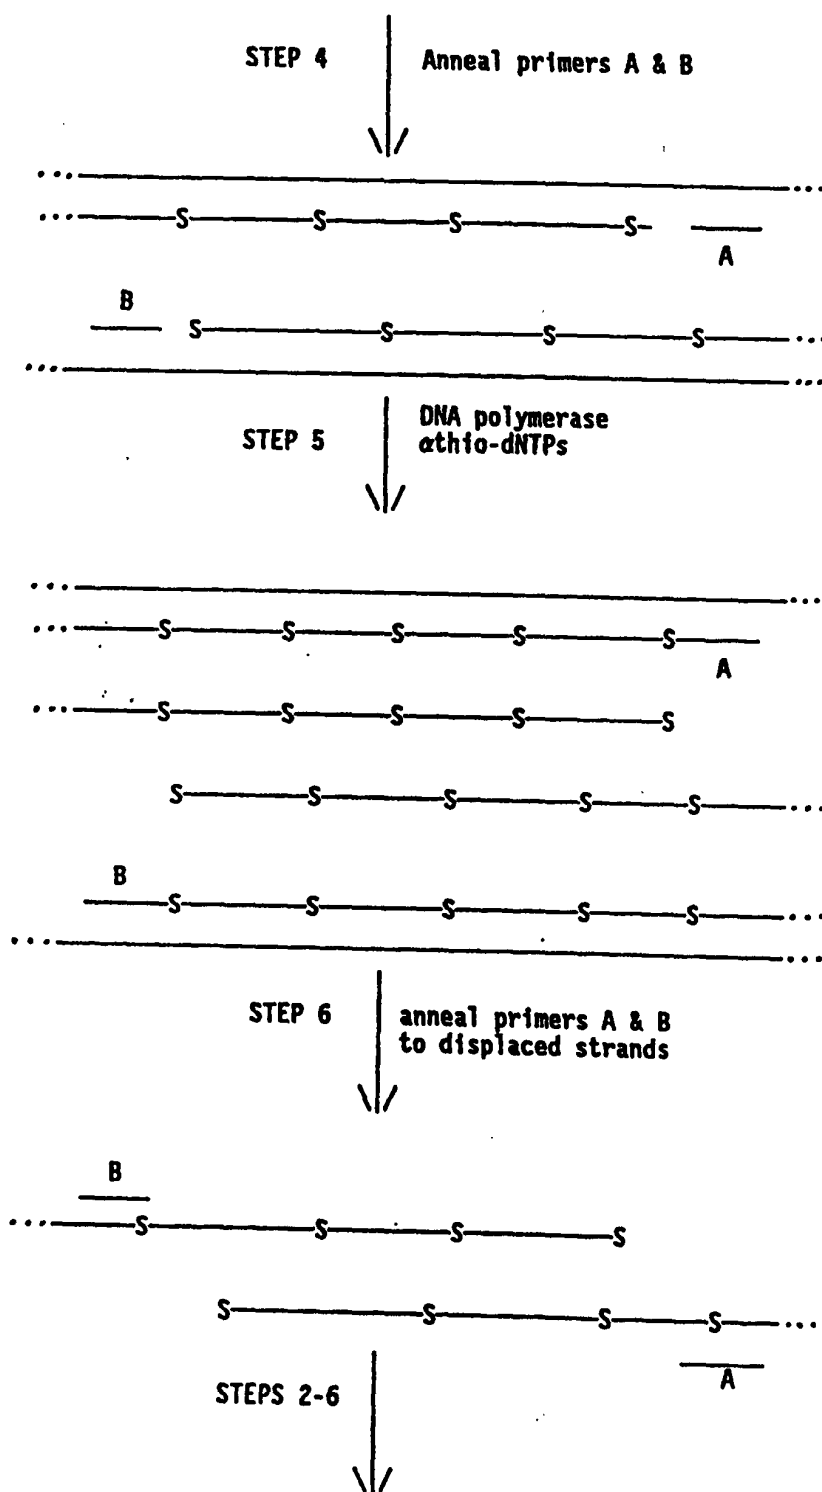 STEP 4 Anneal primers A & B
... ...
... S S S S A
B
S S S S ...
... ...
STEP 5 DNA polymerase
αthio-dNTPs
... ...
... S S S S S
A
... S S S S S
S S S S S ...
B
S S S S S ...
... ...
STEP 6 anneal primers A & B
to displaced strands
B
... S S S S
S S S S ...
A
STEPS 2-6